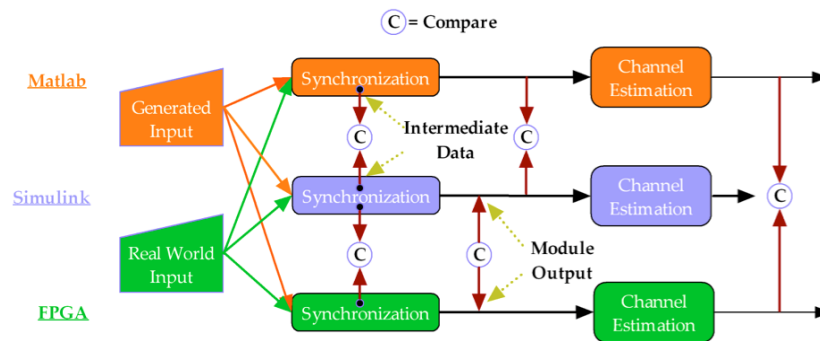 C = Compare
Matlab
Generated
Input
Synchronization
Channel
Estimation
C
Intermediate
Data
C
Simulink
Synchronization
Channel
Estimation
C
Real World
Input
C
C
Module
Output
FPGA
Synchronization
Channel
Estimation